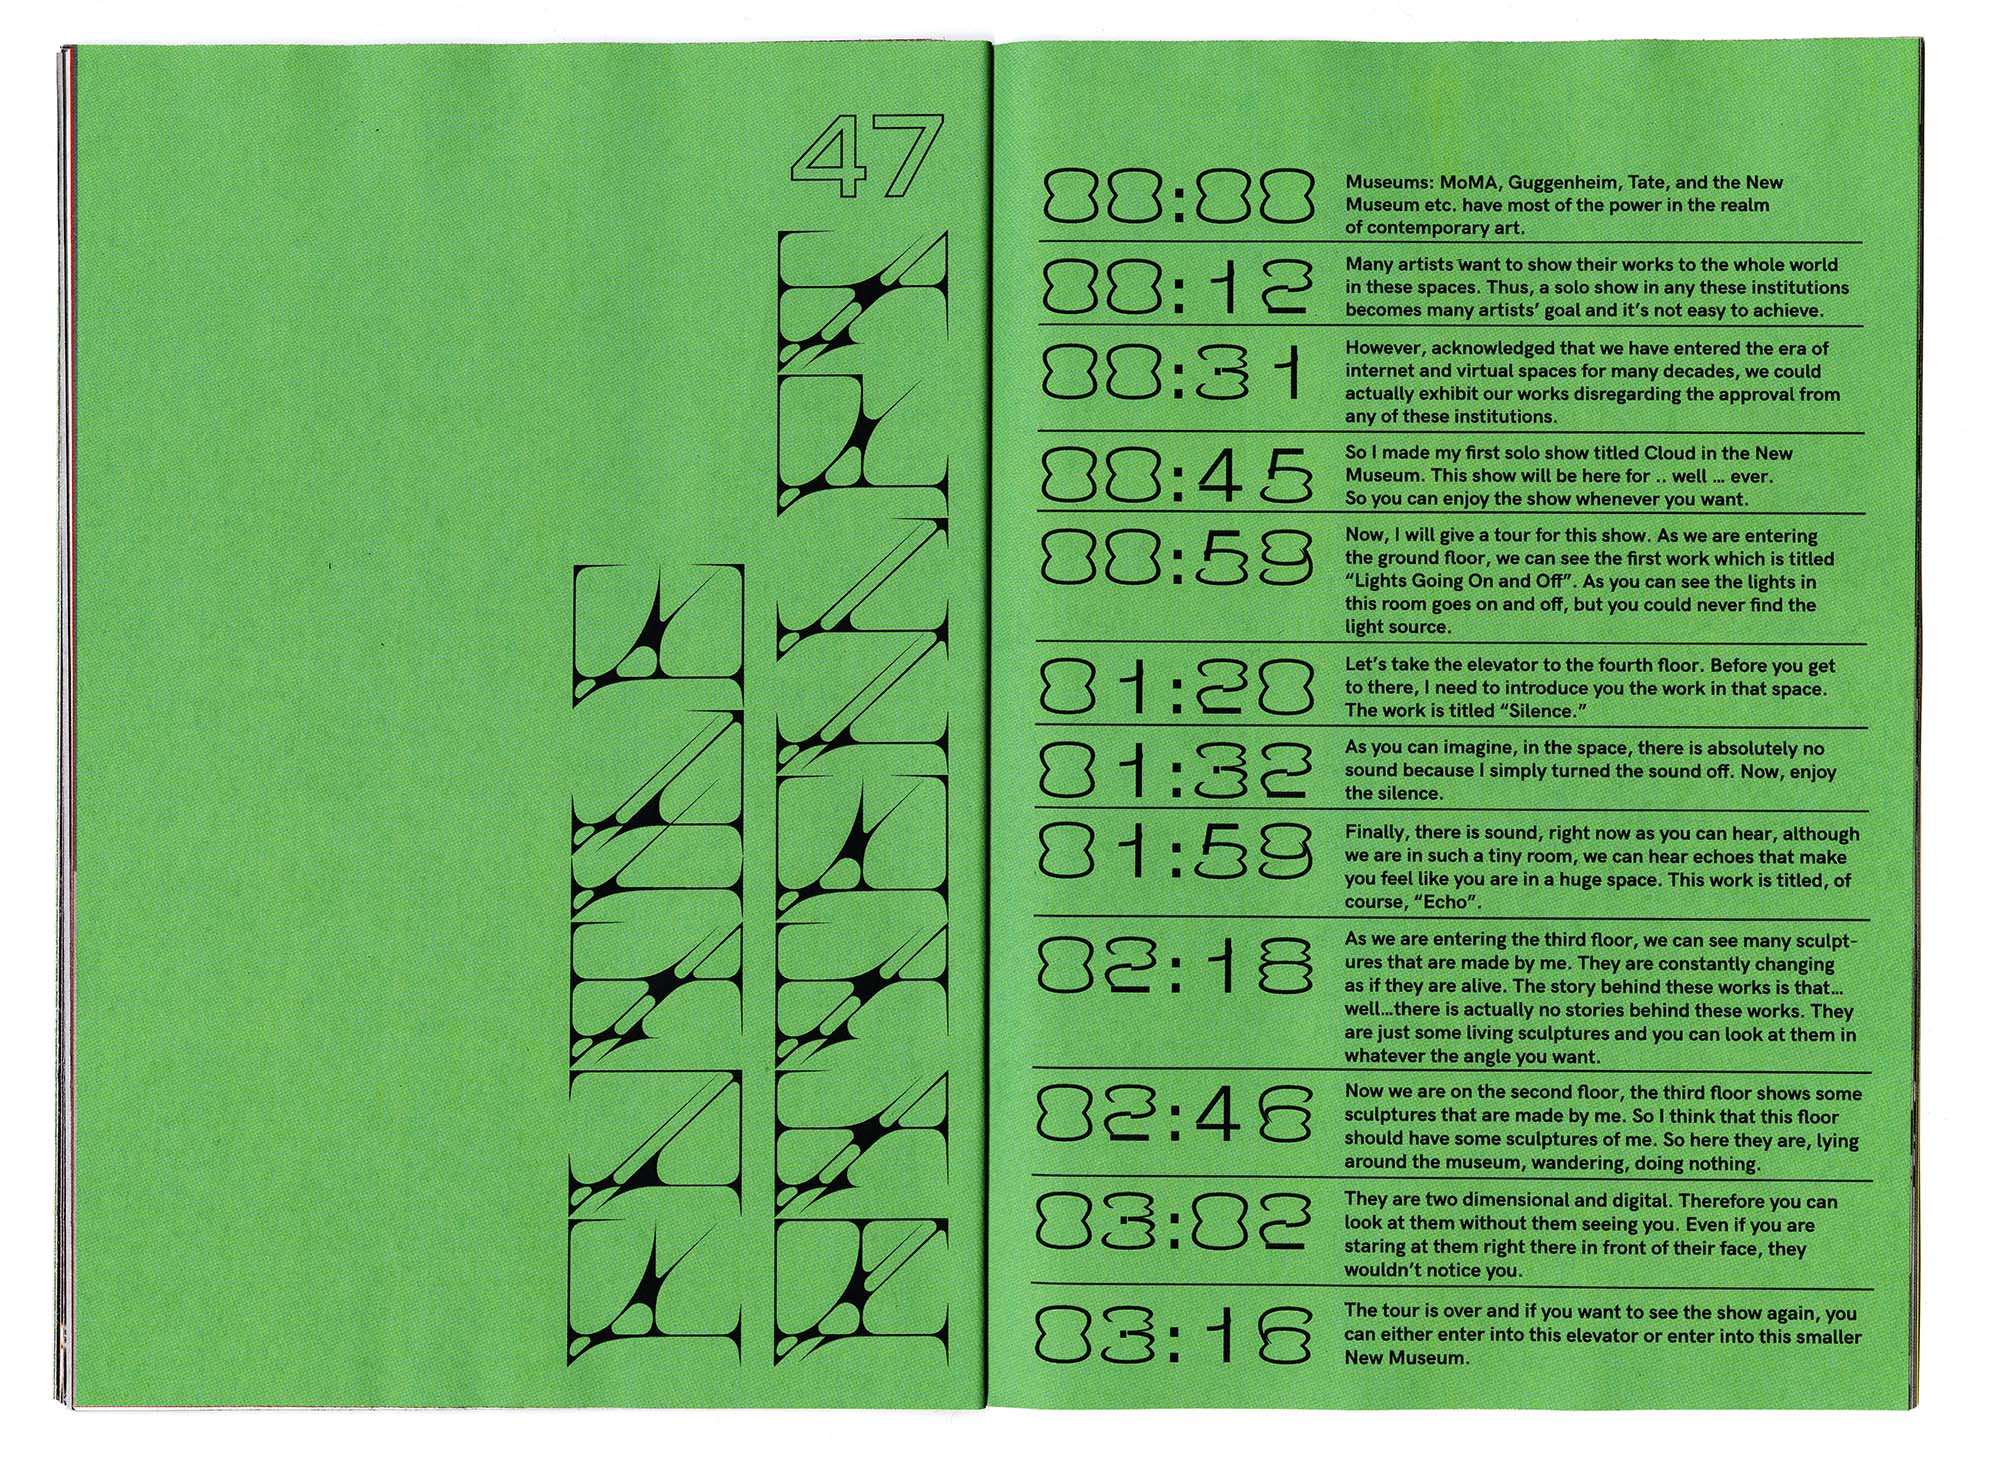 47
00:00
Museums: MoMA, Guggenheim, Tate, and the New
Museum etc. have most of the power in the realm
of contemporary art.
00:12
Many artists want to show their works to the whole world
in these spaces. Thus, a solo show in any these institutions
becomes many artists’ goal and it’s not easy to achieve.
00:31
However, acknowledged that we have entered the era of
internet and virtual spaces for many decades, we could
actually exhibit our works disregarding the approval from
any of these institutions.
00:45
So I made my first solo show titled Cloud in the New
Museum. This show will be here for .. well ... ever.
So you can enjoy the show whenever you want.
00:59
Now, I will give a tour for this show. As we are entering
the ground floor, we can see the first work which is titled
“Lights Going On and Off”. As you can see the lights in
this room goes on and off, but you could never find the
light source.
01:20
Let’s take the elevator to the fourth floor. Before you get
to there, I need to introduce you the work in that space.
The work is titled “Silence.”
01:32
As you can imagine, in the space, there is absolutely no
sound because I simply turned the sound off. Now, enjoy
the silence.
01:59
Finally, there is sound, right now as you can hear, although
we are in such a tiny room, we can hear echoes that make
you feel like you are in a huge space. This work is titled, of
course, “Echo”.
02:18
As we are entering the third floor, we can see many sculpt-
ures that are made by me. They are constantly changing
as if they are alive. The story behind these works is that...
well...there is actually no stories behind these works. They
are just some living sculptures and you can look at them in
whatever the angle you want.
02:46
Now we are on the second floor, the third floor shows some
sculptures that are made by me. So I think that this floor
should have some sculptures of me. So here they are, lying
around the museum, wandering, doing nothing.
03:02
They are two dimensional and digital. Therefore you can
look at them without them seeing you. Even if you are
staring at them right there in front of their face, they
wouldn’t notice you.
03:16
The tour is over and if you want to see the show again, you
can either enter into this elevator or enter into this smaller
New Museum.